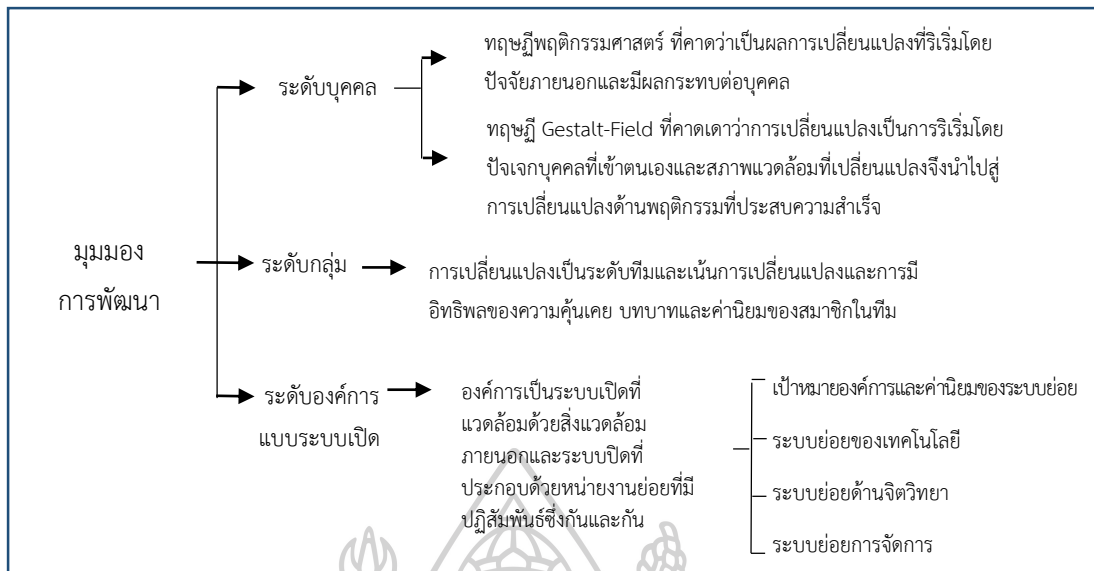 มุมมอง
การพัฒนา
ระดับบุคคล
ทฤษฏีพฤติกรรมศาสตร์ ที่คาดว่าเป็นผลการเปลี่ยนแปลงที่ริเริ่มโดย
ปัจจัยภายนอกและมีผลกระทบต่อบุคคล
ทฤษฏี Gestalt-Field ที่คาดเดาว่าการเปลี่ยนแปลงเป็นการริเริ่มโดย
ปัจเจกบุคคลที่เข้าตนเองและสภาพแวดล้อมที่เปลี่ยนแปลงจึงนำไปสู่
การเปลี่ยนแปลงด้านพฤติกรรมที่ประสบความสำเร็จ
ระดับกลุ่ม
การเปลี่ยนแปลงเป็นระดับทีมและเน้นการเปลี่ยนแปลงและการมี
อิทธิพลของความคุ้นเคย บทบาทและค่านิยมของสมาชิกในทีม
ระดับองค์การ
แบบระบบเปิด
องค์การเป็นระบบเปิดที่
แวดล้อมด้วยสิ่งแวดล้อม
ภายนอกและระบบปิดที่
ประกอบด้วยหน่ายงานย่อยที่มี
ปฏิสัมพันธ์ซึ่งกันและกัน
เป้าหมายองค์การและค่านิยมของระบบย่อย
ระบบย่อยของเทคโนโลยี
ระบบย่อยด้านจิตวิทยา
ระบบย่อยการจัดการ